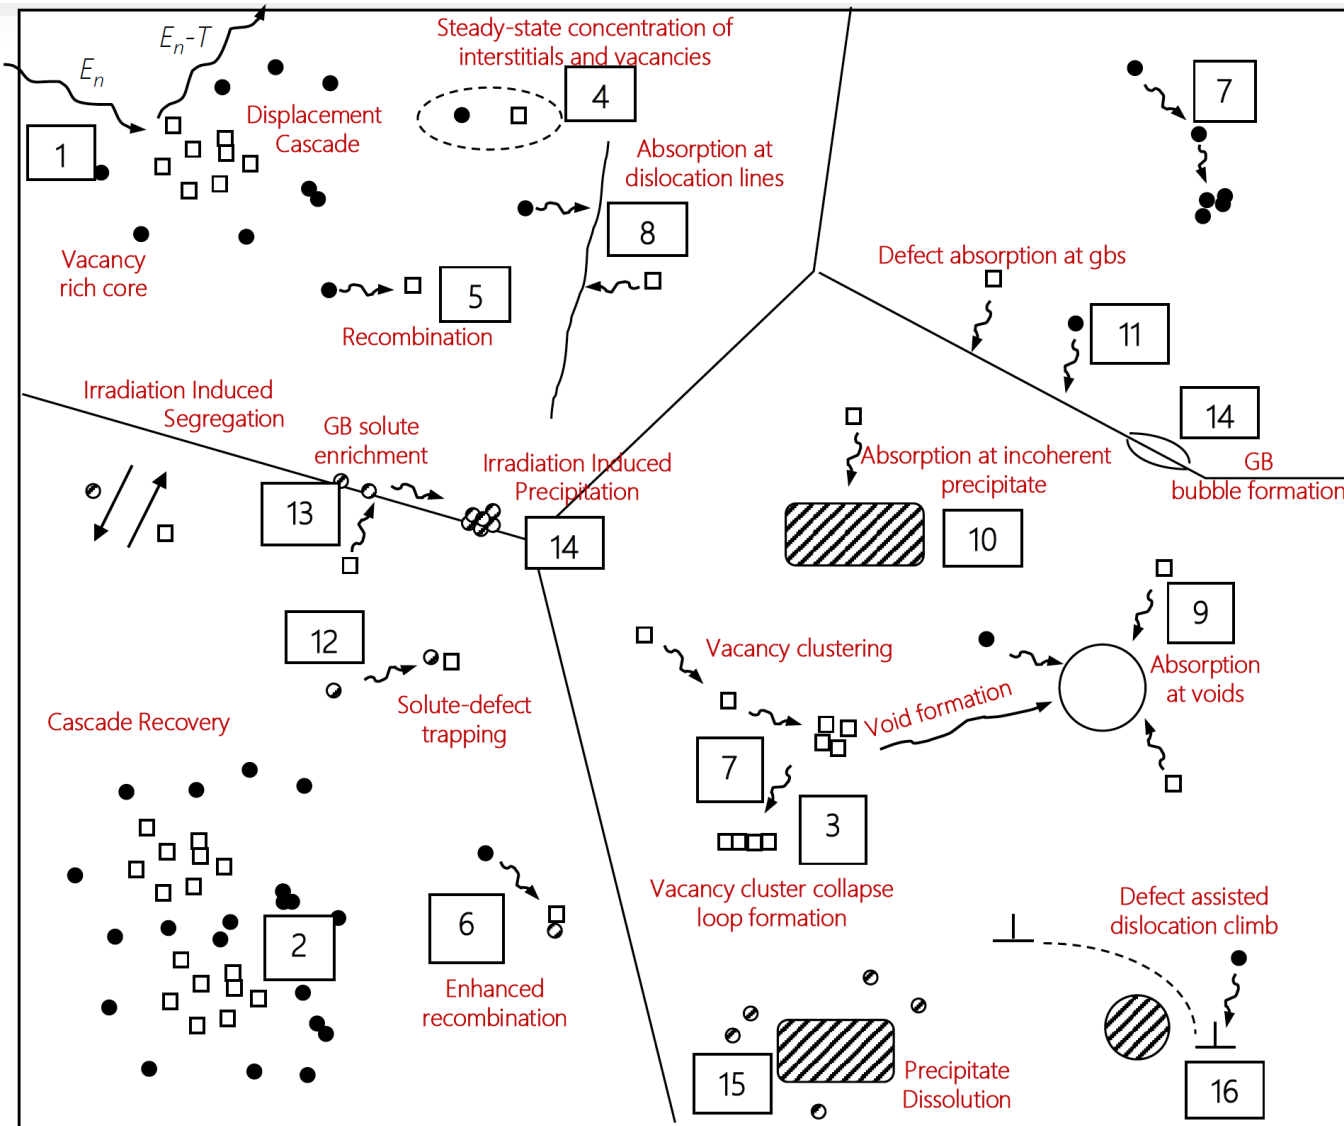 Eₙ-T
Eₙ
1
Displacement
Cascade
Vacancy
rich core
Steady-state concentration of
interstitials and vacancies
4
Absorption at
dislocation lines
8
5
Recombination
7
Defect absorption at gbs
11
14
GB
bubble formation
Irradiation Induced
Segregation
GB solute
enrichment
13
Irradiation Induced
Precipitation
14
Absorption at incoherent
precipitate
10
9
Absorption
at voids
12
Solute-defect
trapping
Vacancy clustering
Void formation
7
3
Vacancy cluster collapse
loop formation
Cascade Recovery
2
6
Enhanced
recombination
15
Precipitate
Dissolution
Defect assisted
dislocation climb
16